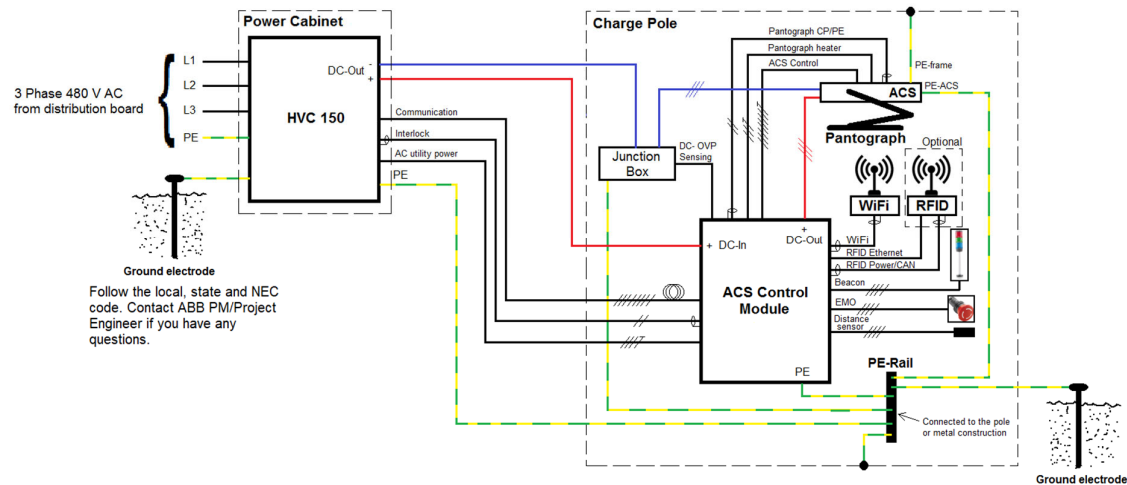 Power Cabinet
3 Phase 480 V AC
from distribution board
L1
L2
L3
PE
HVC 150
DC-Out
-
+
Communication
Interlock
AC utility power
PE
Ground electrode
Follow the local, state and NEC
code. Contact ABB PM/Project
Engineer if you have any
questions.
Charge Pole
Pantograph CP/PE
Pantograph heater
ACS Control
PE-frame
PE-ACS
ACS
Pantograph
Optional
Junction
Box
DC- OVP
Sensing
WiFi
RFID
+ DC-In
+
DC-Out
ACS Control
Module
PE
WiFi
RFID Ethernet
RFID Power/CAN
Beacon
EMO
Distance
sensor
PE-Rail
Connected to the pole
or metal construction
Ground electrode